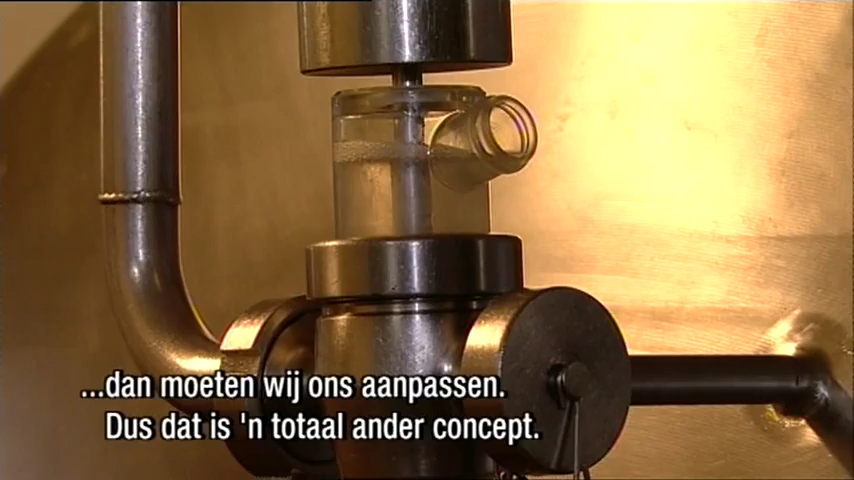 ...dan moeten wij ons aanpassen.
Dus dat is 'n totaal ander concept.